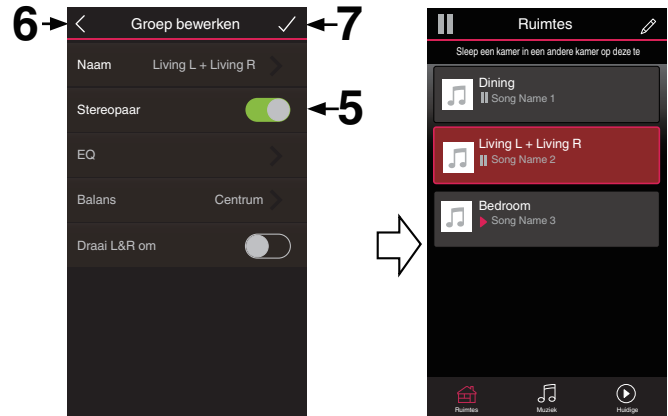 6
Groep bewerken
7
Naam Living L + Living R
Stereopaar
5
EQ
Balans Centrum
Draai L&R om
Ruimtes
Sleep een kamer in een andere kamer op deze te
Dining
Song Name 1
Living L + Living R
Song Name 2
Bedroom
Song Name 3
Ruimtes Muziek Huidige